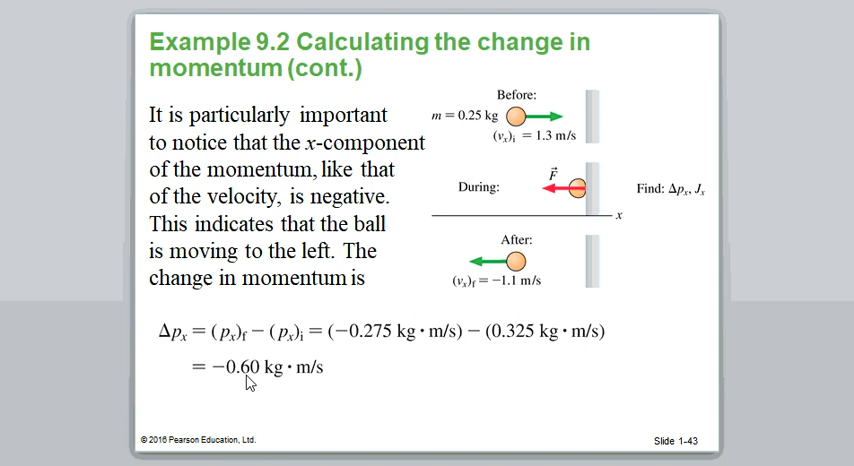 Example 9.2 Calculating the change in
momentum (cont.)
It is particularly important
to notice that the x-component
of the momentum, like that
of the velocity, is negative.
This indicates that the ball
is moving to the left. The
change in momentum is
Before:
m = 0.25 kg
(vₓ)ᵢ = 1.3 m/s
During:
F⃗
Find: Δpₓ, Jₓ
x
After:
(vₓ)f = −1.1 m/s
Δpₓ = (pₓ)f − (pₓ)ᵢ = (−0.275 kg • m/s) − (0.325 kg • m/s)
= −0.60 kg • m/s
© 2016 Pearson Education, Ltd.
Slide 1-43